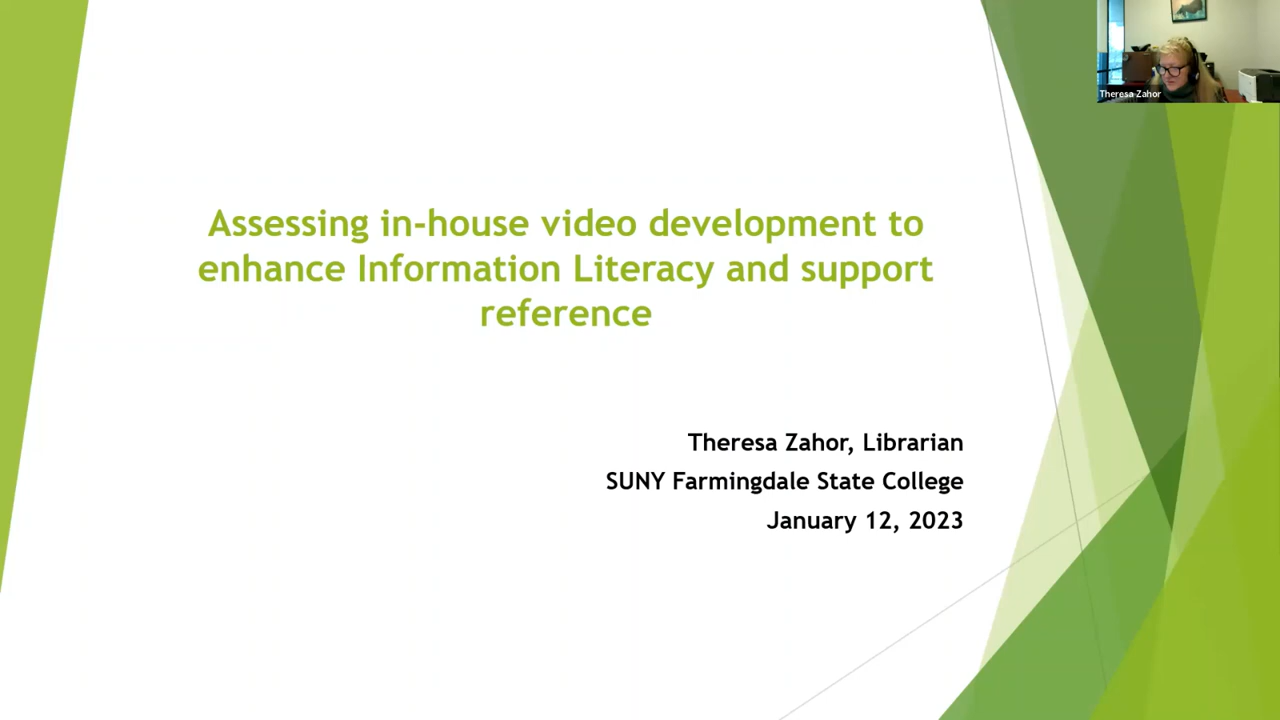 Theresa Zahor
Assessing in-house video development to
enhance Information Literacy and support
reference
Theresa Zahor, Librarian
SUNY Farmingdale State College
January 12, 2023